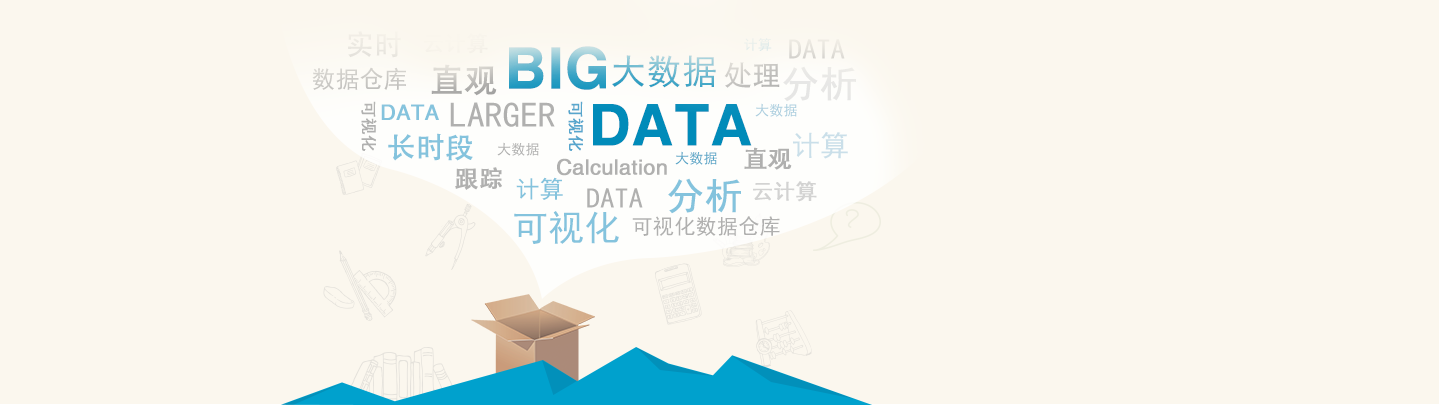 实时 云计算 计算 DATA
数据仓库 直观 BIG 大数据 处理 分析
可视化 DATA LARGER 可视化 DATA 大数据
长时段 大数据 Calculation 大数据 直观 计算
跟踪 计算 DATA 分析 云计算
可视化 可视化数据仓库